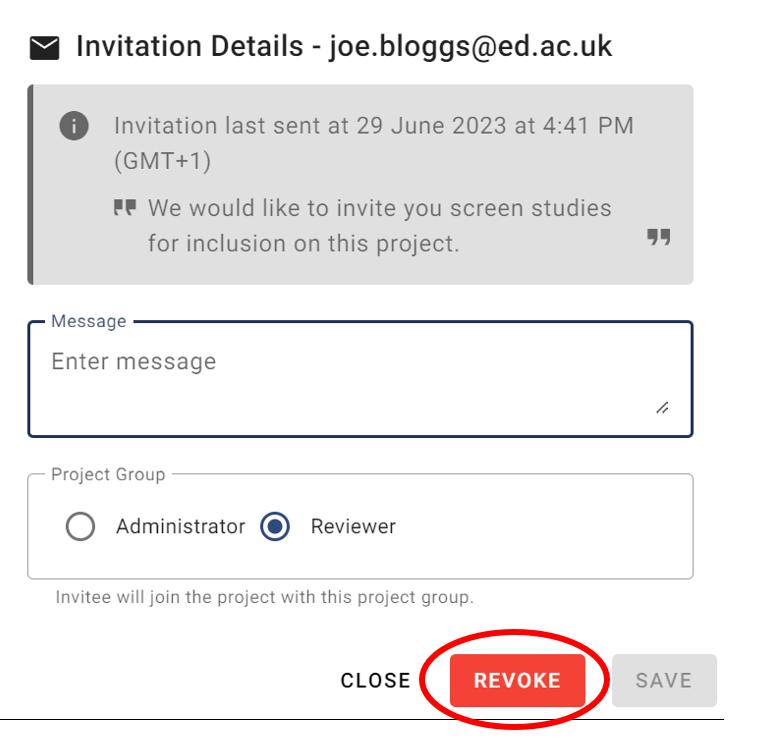 Invitation Details - joe.bloggs@ed.ac.uk
Invitation last sent at 29 June 2023 at 4:41 PM
(GMT+1)
We would like to invite you screen studies
for inclusion on this project.
Message
Enter message
Project Group
Administrator Reviewer
Invitee will join the project with this project group.
CLOSE REVOKE SAVE